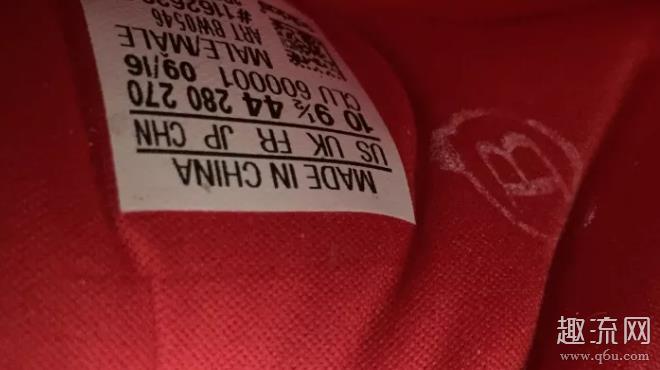 MADE IN CHINA
US UK FR JP CHN
10 9½ 44 280 270
CLU 600001 09/16
MALE/MALE
ART BW0546
B
趣流网
www.q6u.com